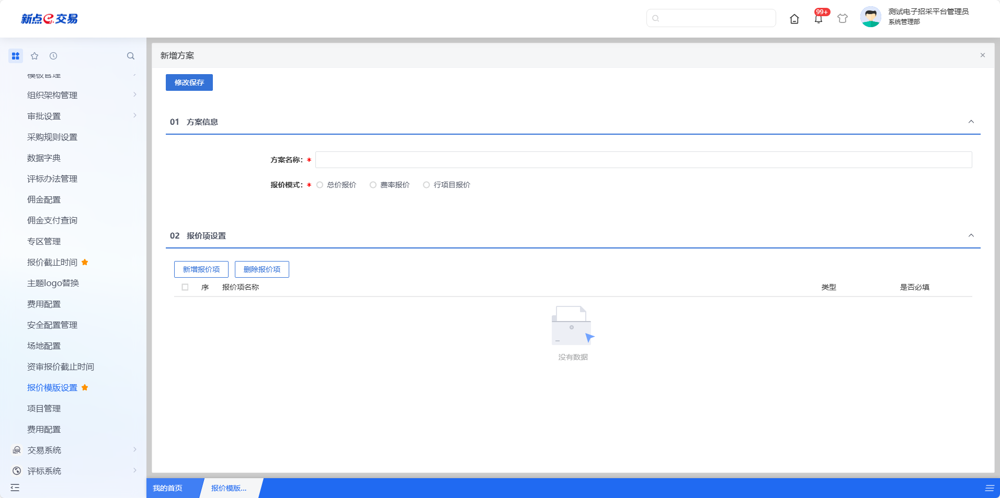 新点e交易
99+
测试电子招采平台管理员
系统管理部
模板管理
组织架构管理
审批设置
采购规则设置
数据字典
评标办法管理
佣金配置
佣金支付查询
专区管理
报价截止时间
主题logo替换
费用配置
安全配置管理
场地配置
资审报价截止时间
报价模版设置
项目管理
费用配置
交易系统
评标系统
新增方案
修改保存
01 方案信息
方案名称：*
报价模式：* 总价报价 费率报价 行项目报价
02 报价项设置
新增报价项 删除报价项
序 报价项名称 类型 是否必填
没有数据
我的首页 报价模版...